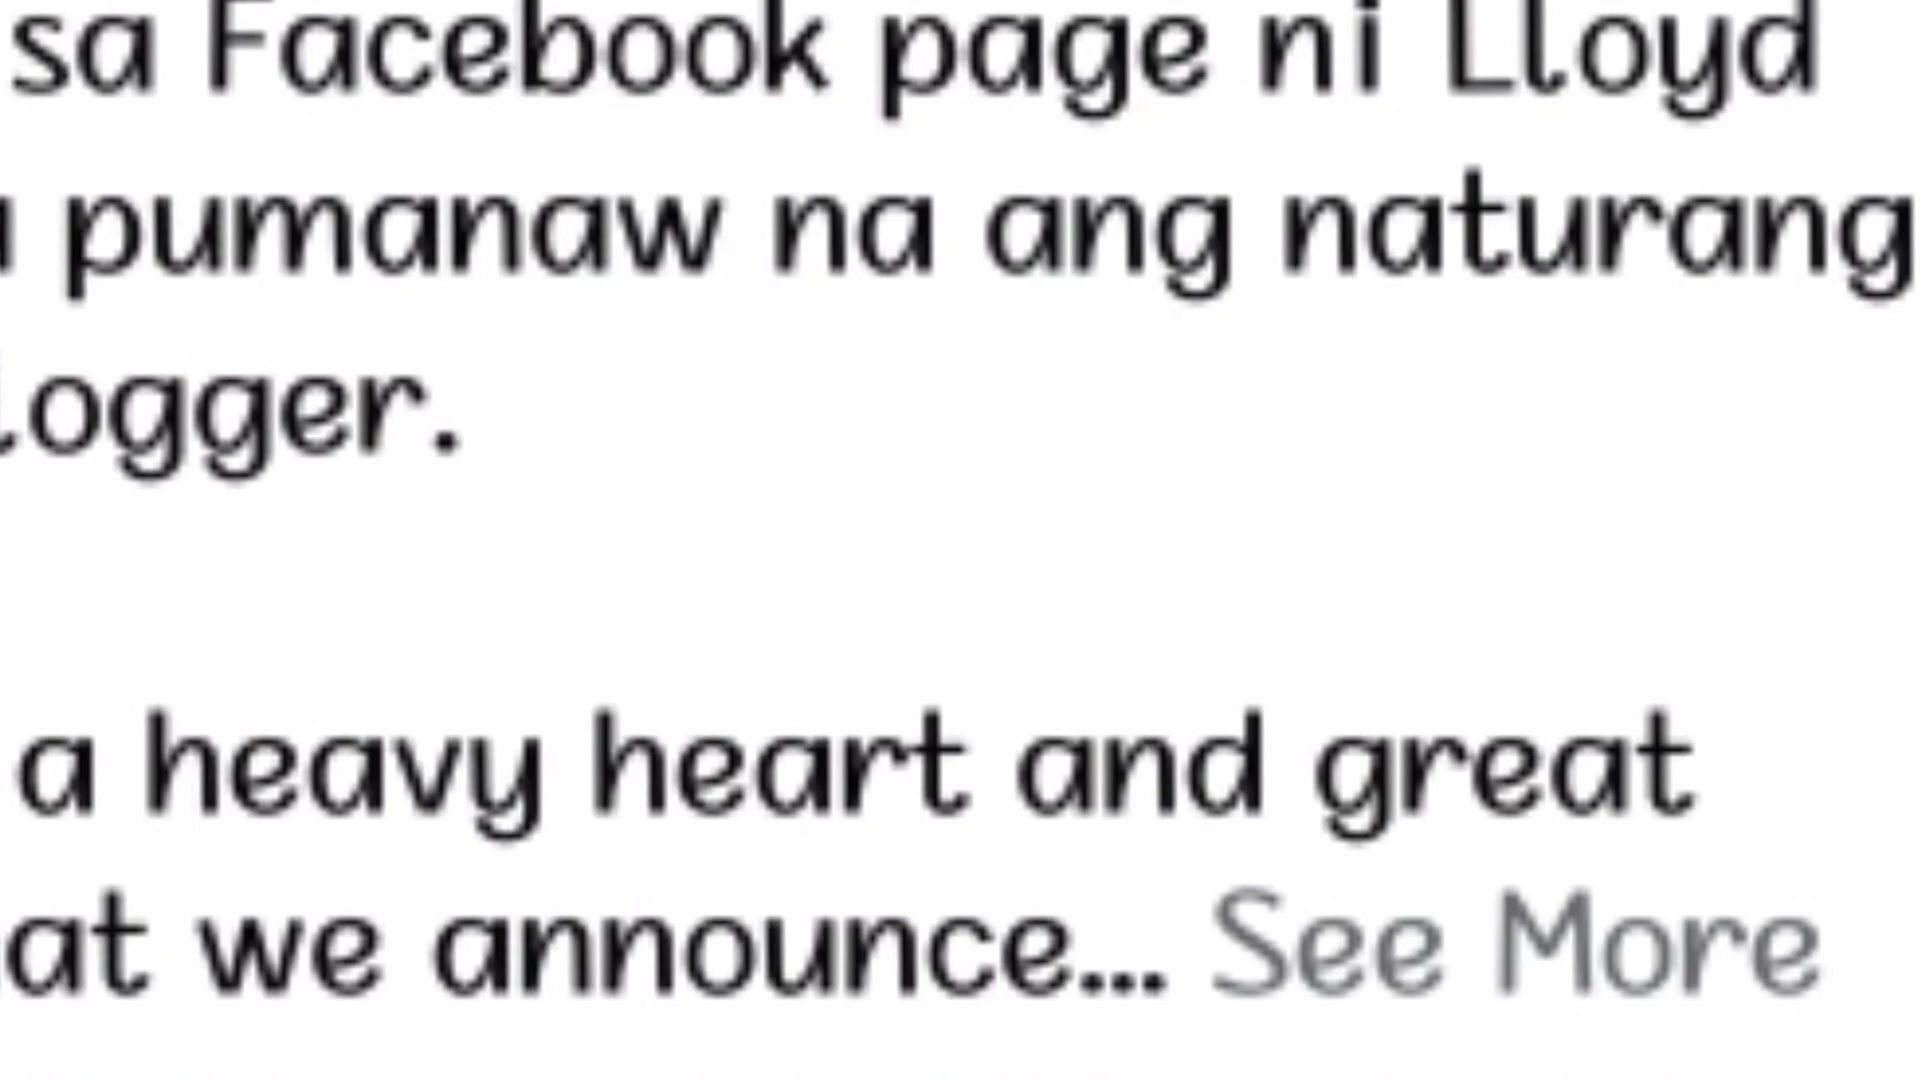 sa Facebook page ni Lloyd
pumanaw na ang naturang
logger.
a heavy heart and great
at we announce... See More